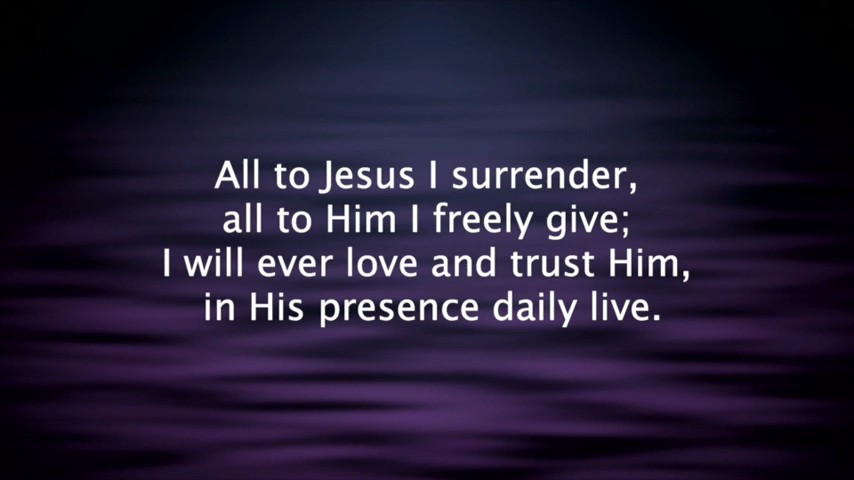 All to Jesus I surrender,
all to Him I freely give;
I will ever love and trust Him,
in His presence daily live.